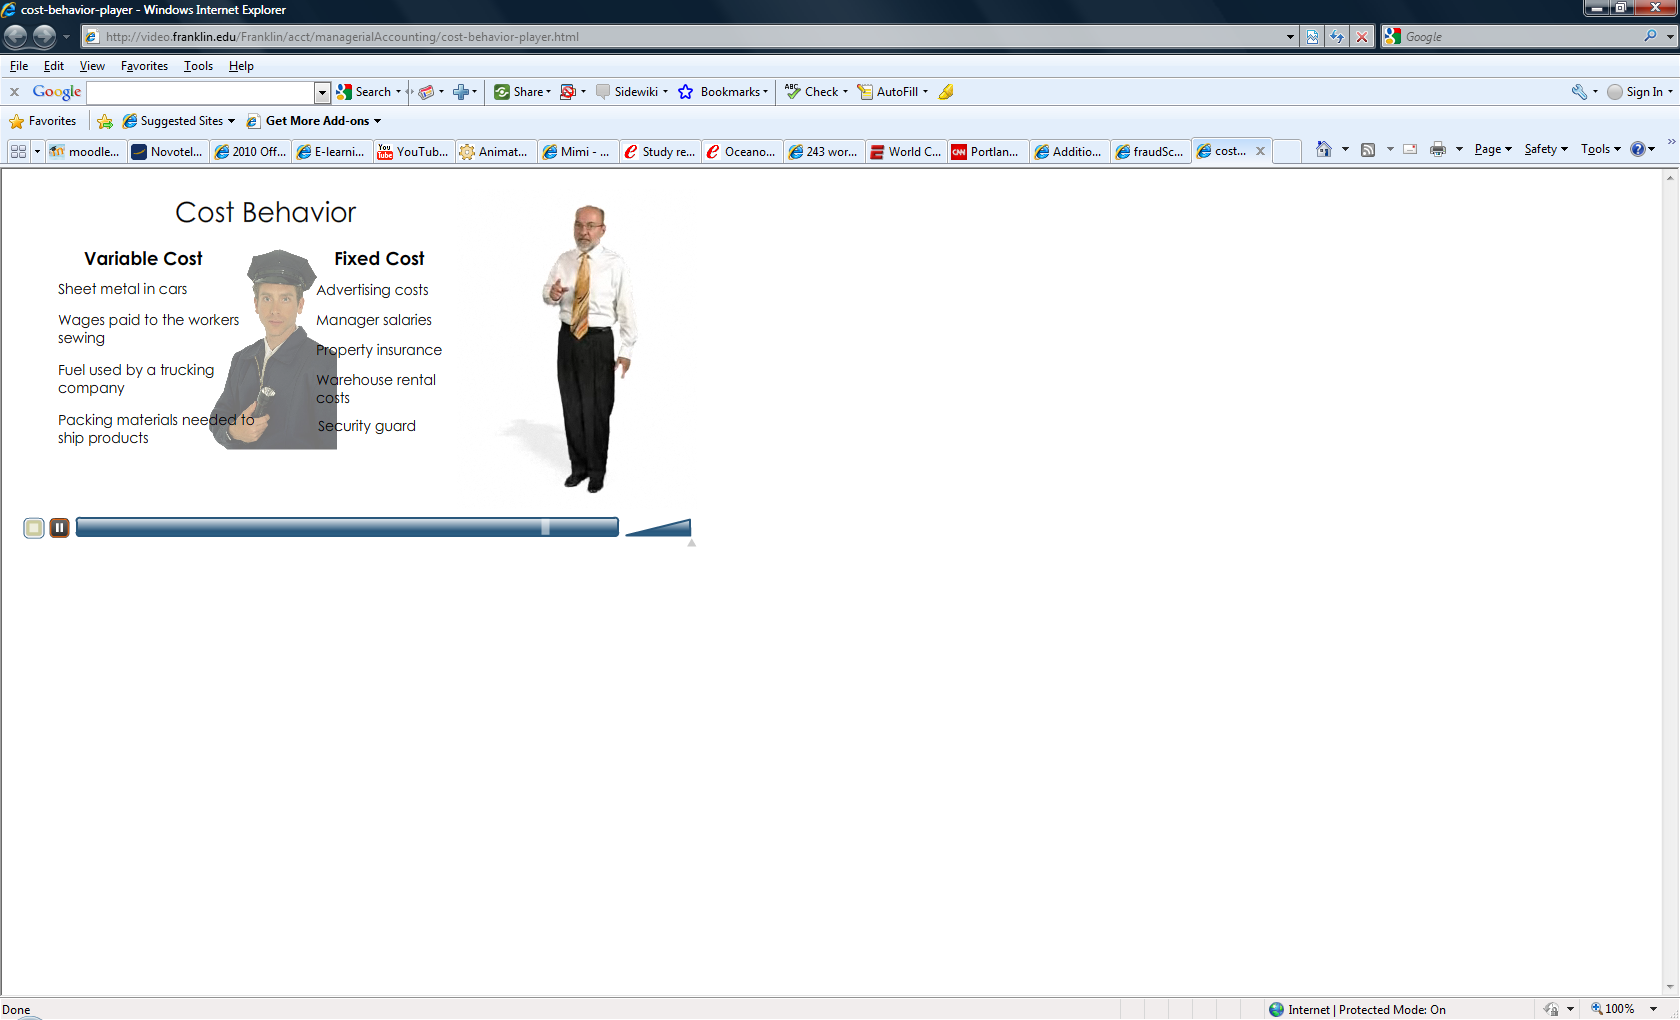 cost-behavior-player - Windows Internet Explorer
http://video.franklin.edu/Franklin/acct/managerialAccounting/cost-behavior-player.html
Google
File Edit View Favorites Tools Help
x Google Search Share Sidewiki Bookmarks ABC Check AutoFill Sign In
Favorites Suggested Sites Get More Add-ons
moodle... Novotel... 2010 Off... E-learni... You Tube YouTub... Animat... Mimi - ... Study re... Oceano... 243 wor... World C... CNN Portlan... Additio... fraudSc... cost... Page Safety Tools
Cost Behavior
Variable Cost
Sheet metal in cars
Wages paid to the workers
sewing
Fuel used by a trucking
company
Packing materials needed to
ship products
Fixed Cost
Advertising costs
Manager salaries
Property insurance
Warehouse rental
costs
Security guard
Done Internet | Protected Mode: On 100%